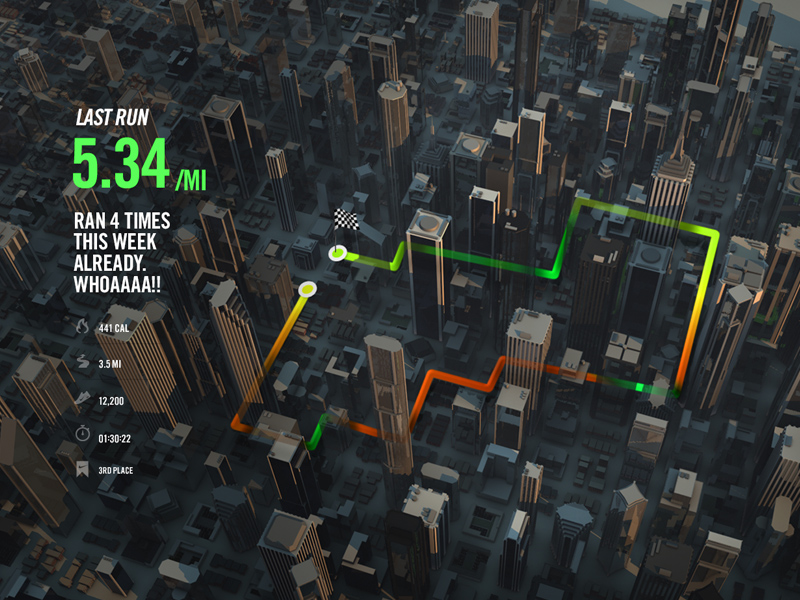 LAST RUN
5.34 /MI
RAN 4 TIMES
THIS WEEK
ALREADY.
WHOAAAA!!
441 CAL
3.5 MI
12,200
01:30:22
3RD PLACE